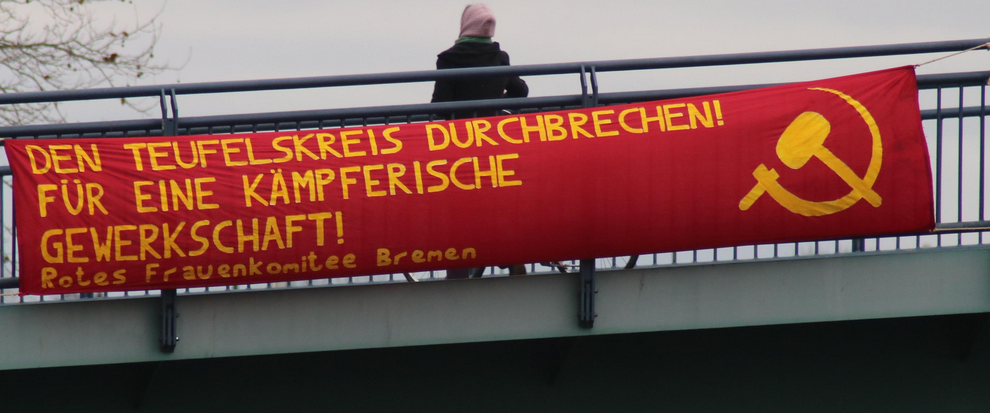 DEN TEUFELSKREIS DURCHBRECHEN!
FÜR EINE KÄMPFERISCHE
GEWERKSCHAFT!
Rotes Frauenkomitee Bremen